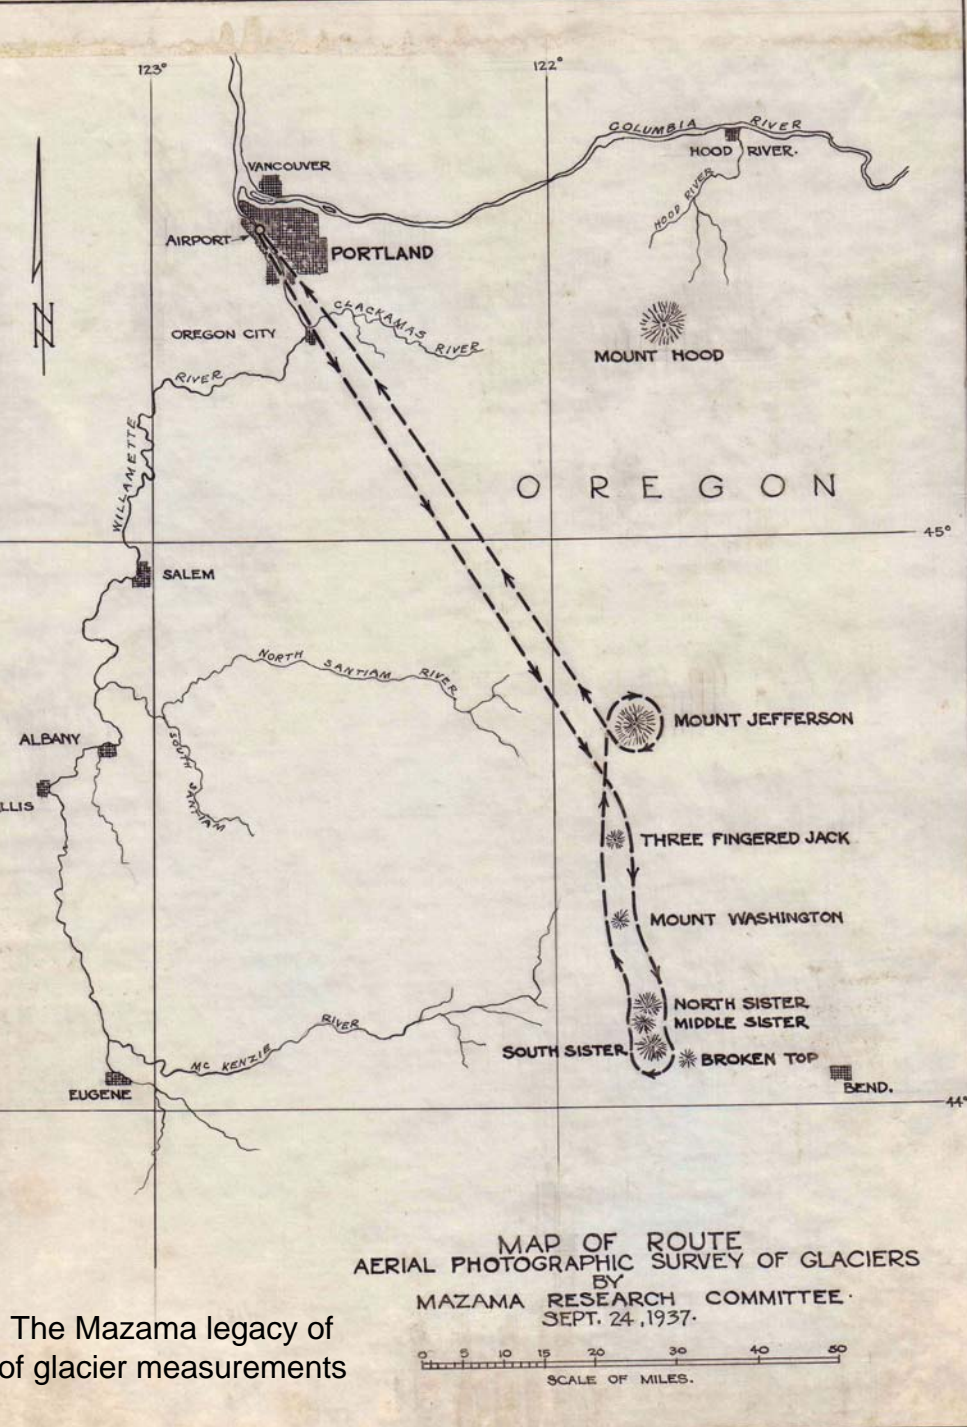 123°
122°
COLUMBIA RIVER
HOOD RIVER.
VANCOUVER
HOOD RIVER
AIRPORT
PORTLAND
CLACKAMAS RIVER
OREGON CITY
MOUNT HOOD
RIVER
WILLAMETTE
OREGON
45°
SALEM
NORTH SANTIAM RIVER
MOUNT JEFFERSON
ALBANY
SOUTH SANTIAM
LLIS
THREE FINGERED JACK
MOUNT WASHINGTON
NORTH SISTER
MIDDLE SISTER
SOUTH SISTER
BROKEN TOP
MC KENZIE RIVER
EUGENE
BEND.
44°
N
MAP OF ROUTE
AERIAL PHOTOGRAPHIC SURVEY OF GLACIERS
BY
MAZAMA RESEARCH COMMITTEE.
SEPT. 24, 1937.
The Mazama legacy of
of glacier measurements
0 5 10 15 20 30 40 50
SCALE OF MILES.